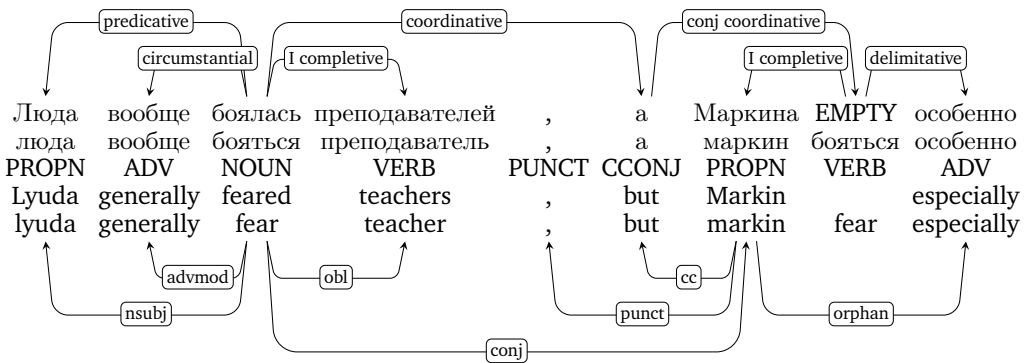 predicative coordinative conj coordinative
circumstantial I completive I completive delimitative
Люда вообще боялась преподавателей , а Маркина EMPTY особенно
люда вообще бояться преподаватель , а маркин бояться особенно
PROPN ADV NOUN VERB PUNCT CCONJ PROPN VERB ADV
Lyuda generally feared teachers , but Markin especially
lyuda generally fear teacher , but markin fear especially
advmod obl cc
nsubj punct orphan
conj